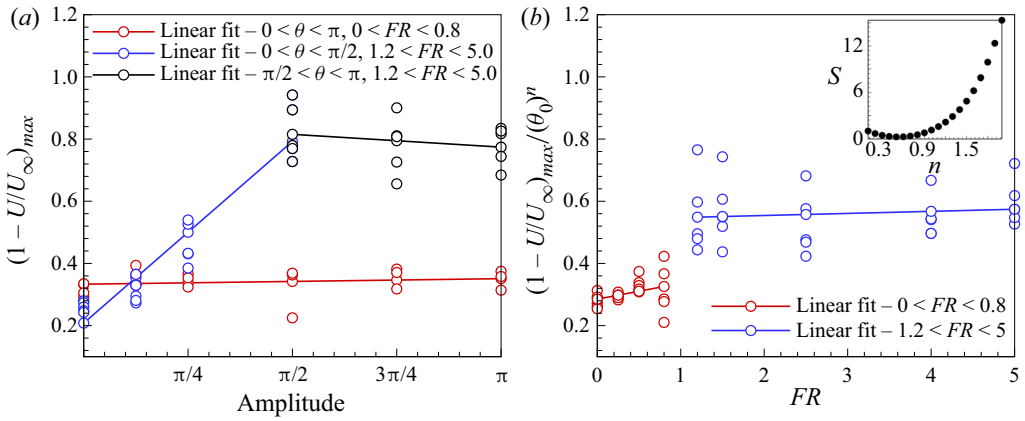 (a)
Linear fit – 0 < θ < π, 0 < FR < 0.8
Linear fit – 0 < θ < π/2, 1.2 < FR < 5.0
Linear fit – π/2 < θ < π, 1.2 < FR < 5.0
1.2
1.0
0.8
0.6
0.4
0.2
(1 – U/U∞)max
π/4
π/2
3π/4
π
Amplitude
(b)
1.2
1.0
0.8
0.6
0.4
0.2
(1 – U/U∞)max/(θ0)^n
S
12
6
0
0.3
0.9
1.5
n
Linear fit – 0 < FR < 0.8
Linear fit – 1.2 < FR < 5
0
1
2
3
4
5
FR